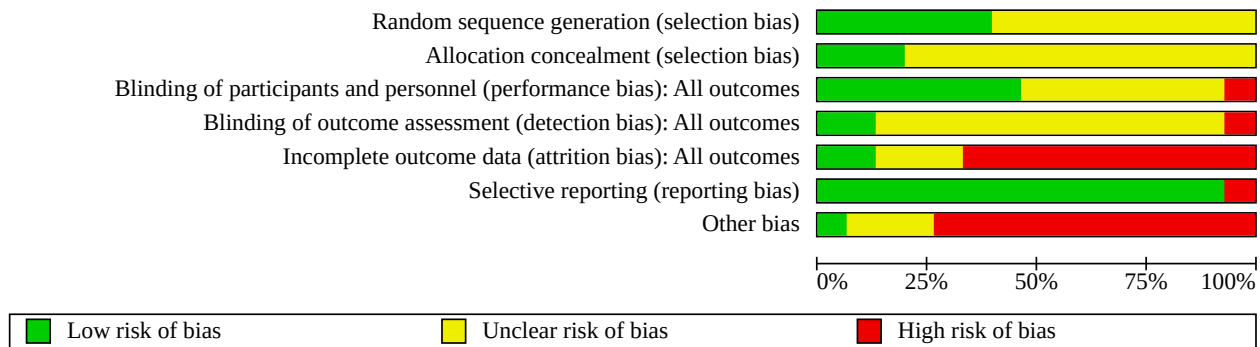 Random sequence generation (selection bias)
Allocation concealment (selection bias)
Blinding of participants and personnel (performance bias): All outcomes
Blinding of outcome assessment (detection bias): All outcomes
Incomplete outcome data (attrition bias): All outcomes
Selective reporting (reporting bias)
Other bias
0% 25% 50% 75% 100%
Low risk of bias Unclear risk of bias High risk of bias